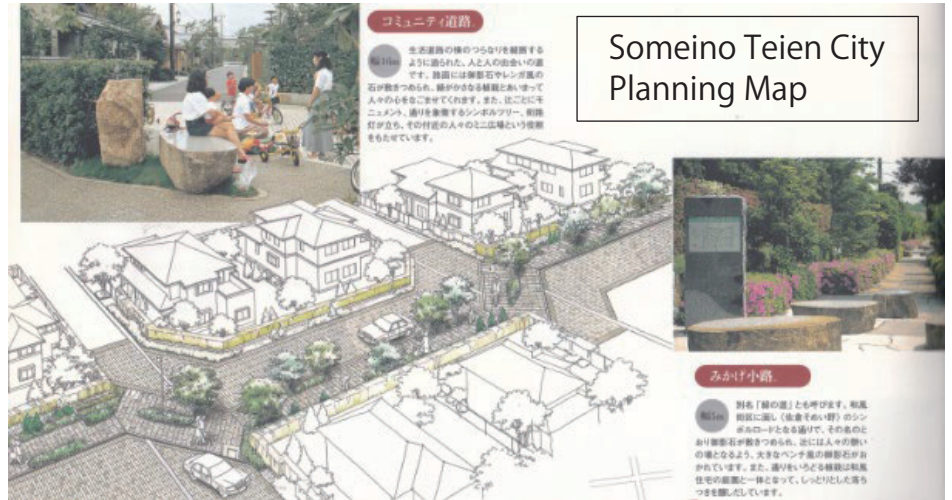 コミュニティ道路
幅10m
生活道路の横のつらなりを縦断する
ように造られた、人と人の出会いの道
です。路面には御影石やレンガ風の
石が敷きつめられ、緑がかさなる植栽とあいまって
人々の心をなごませてくれます。また、辻ごとにモ
ニュメント、通りを象徴するシンボルツリー、街路
灯が立ち、その付近の人々のミニ広場という役割
をもたせています。
Someino Teien City
Planning Map
みかげ小路
幅5m
別名「緑の道」とも呼びます。和風
街区に面し〈佐倉そめい野〉のシン
ボルロードとなる通りで、その名のと
おり御影石が敷きつめられ、辻には人々の憩い
の場となるよう、大きなベンチ風の御影石がお
かれています。また、通りをいろどる植栽は和風
住宅の庭園と一体となって、しっとりとした落ち
つきを醸しだしています。